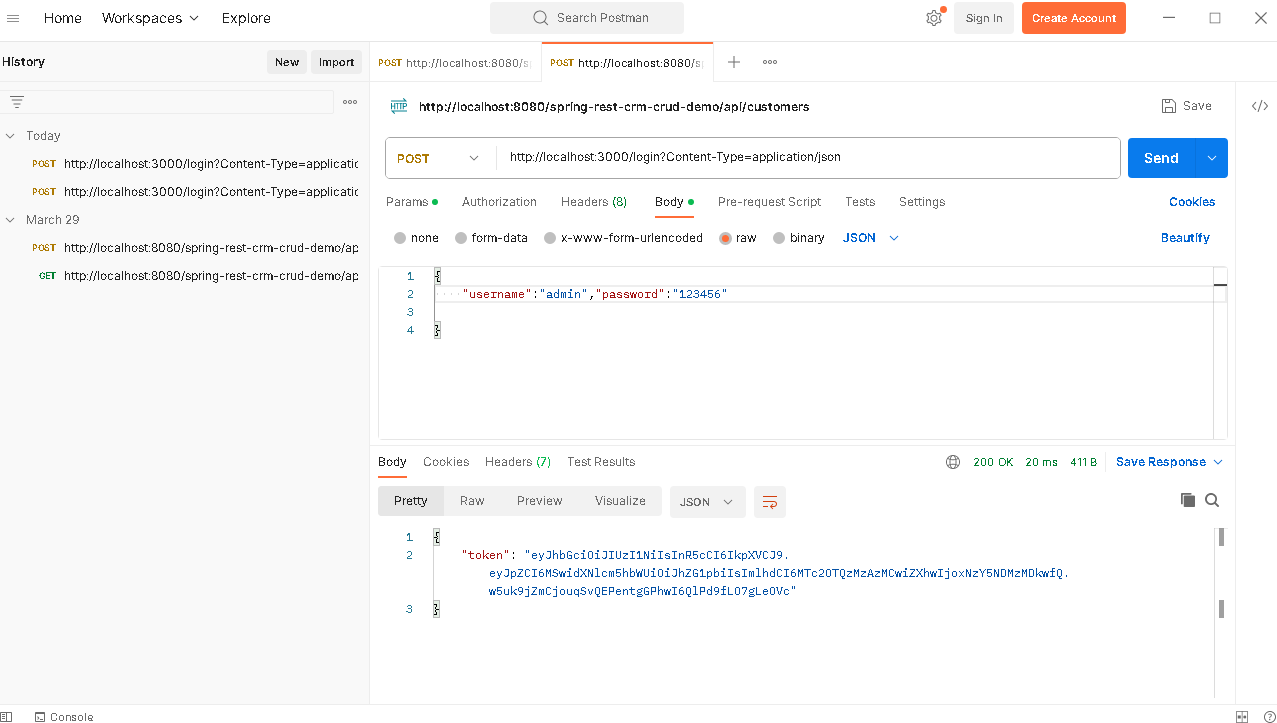 Home Workspaces Explore Search Postman Sign In Create Account
History New Import
POST http://localhost:8080/s POST http://localhost:8080/s
HTTP http://localhost:8080/spring-rest-crm-crud-demo/api/customers Save
Today
POST http://localhost:3000/login?Content-Type=applicatic
POST http://localhost:3000/login?Content-Type=applicatic
March 29
POST http://localhost:8080/spring-rest-crm-crud-demo/ap
GET http://localhost:8080/spring-rest-crm-crud-demo/ap
POST http://localhost:3000/login?Content-Type=application/json Send
Params Authorization Headers (8) Body Pre-request Script Tests Settings Cookies
none form-data x-www-form-urlencoded raw binary JSON Beautify
1 {
2 "username":"admin","password":"123456"
3
4 }
Body Cookies Headers (7) Test Results 200 OK 20 ms 411 B Save Response
Pretty Raw Preview Visualize JSON
1 {
2 "token": "eyJhbGciOiJIUzI1NiIsInR5cCI6IkpXVCJ9.
eyJpZCI6MSwidXNlcm5hbWUiOiJhZG1pbiIsImlhdCI6MTc2OTQzMzAzMCwiZXhwIjoxNzY5NDMzMDkwfQ.
w5uk9jZmCjouqSvQEPentgGPhwI6QlPd9fLO7gLeOVc"
3 }
Console